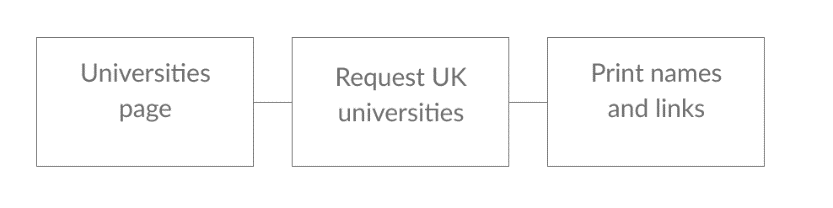 Universities
page
Request UK
universities
Print names
and links